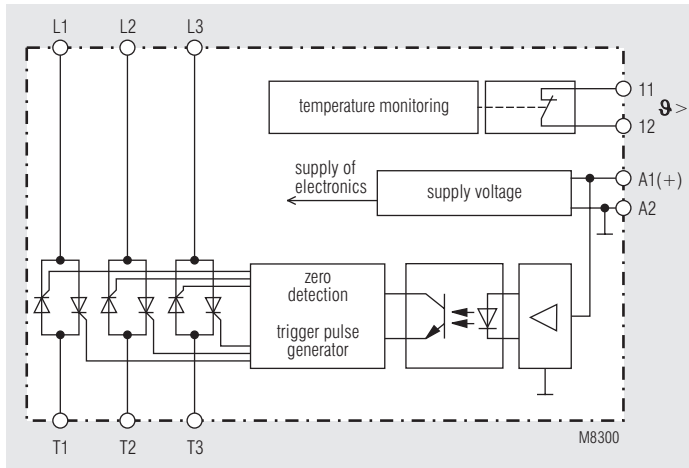 L1 L2 L3
temperature monitoring
11
ϑ>
12
supply of
electronics
supply voltage
A1(+)
A2
zero
detection
trigger pulse
generator
T1 T2 T3
M8300